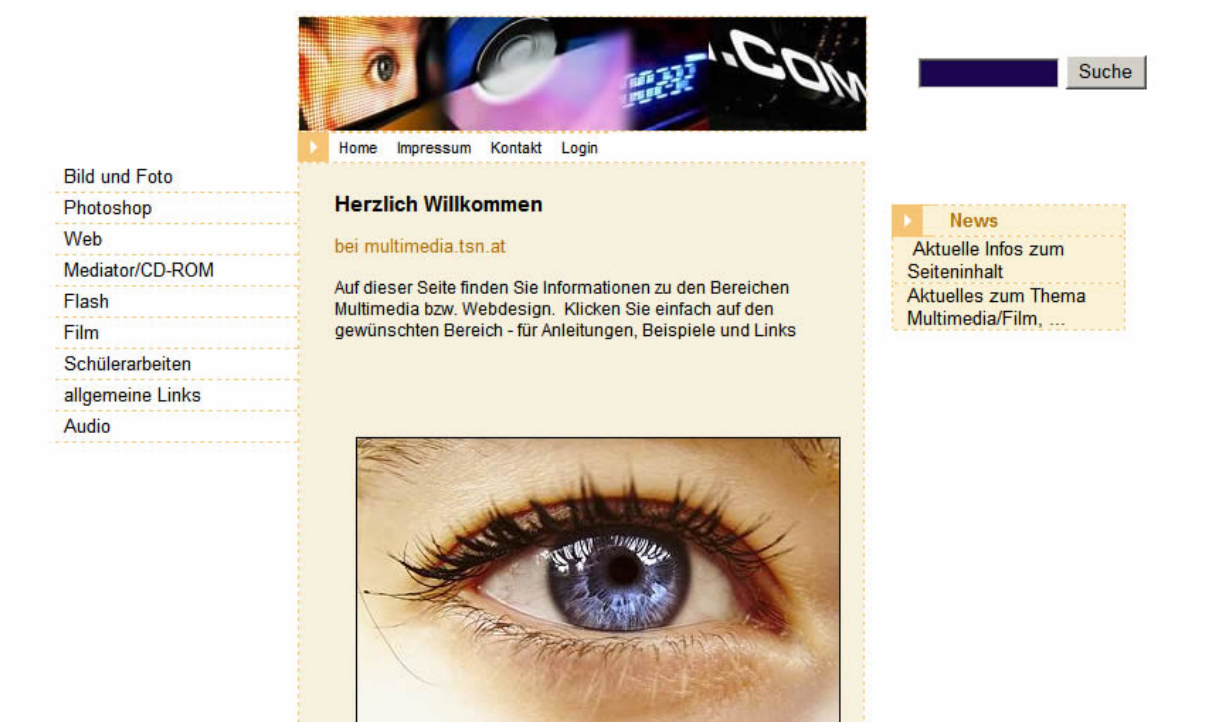 .COM
Suche
Home Impressum Kontakt Login
Bild und Foto
Photoshop
Web
Mediator/CD-ROM
Flash
Film
Schülerarbeiten
allgemeine Links
Audio
Herzlich Willkommen
bei multimedia.tsn.at
Auf dieser Seite finden Sie Informationen zu den Bereichen
Multimedia bzw. Webdesign. Klicken Sie einfach auf den
gewünschten Bereich - für Anleitungen, Beispiele und Links
News
Aktuelle Infos zum
Seiteninhalt
Aktuelles zum Thema
Multimedia/Film, ...